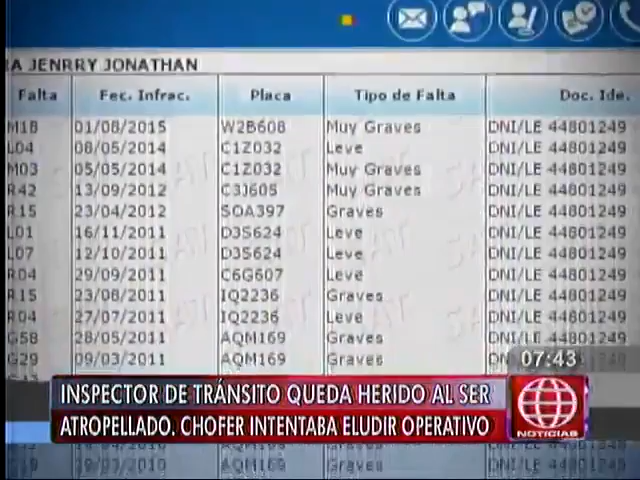 RA JENRRY JONATHAN
Falta Fec. Infrac. Placa Tipo de Falta Doc. Ide.
M18 01/08/2015 W2B608 Muy Graves DNI/LE 44801249
L04 08/05/2014 C1Z032 Leve DNI/LE 44801249
M03 05/05/2014 C1Z032 Muy Graves DNI/LE 44801249
R42 13/09/2012 C3J605 Muy Graves DNI/LE 44801249
R15 23/04/2012 SOA397 Graves DNI/LE 44801249
L01 16/11/2011 D3S624 Leve DNI/LE 44801249
L07 12/10/2011 D3S624 Leve DNI/LE 44801249
R04 29/09/2011 C6G607 Leve DNI/LE 44801249
R15 23/08/2011 IQ2236 Graves DNI/LE 44801249
R04 27/07/2011 IQ2236 Leve DNI/LE 44801249
G58 28/05/2011 AQM169 Graves DNI/LE 44801249
G29 09/03/2011 AQM169 Graves
07:43
INSPECTOR DE TRÁNSITO QUEDA HERIDO AL SER
ATROPELLADO. CHOFER INTENTABA ELUDIR OPERATIVO
NOTICIAS
AQM169 Graves DNI/LE 44801249